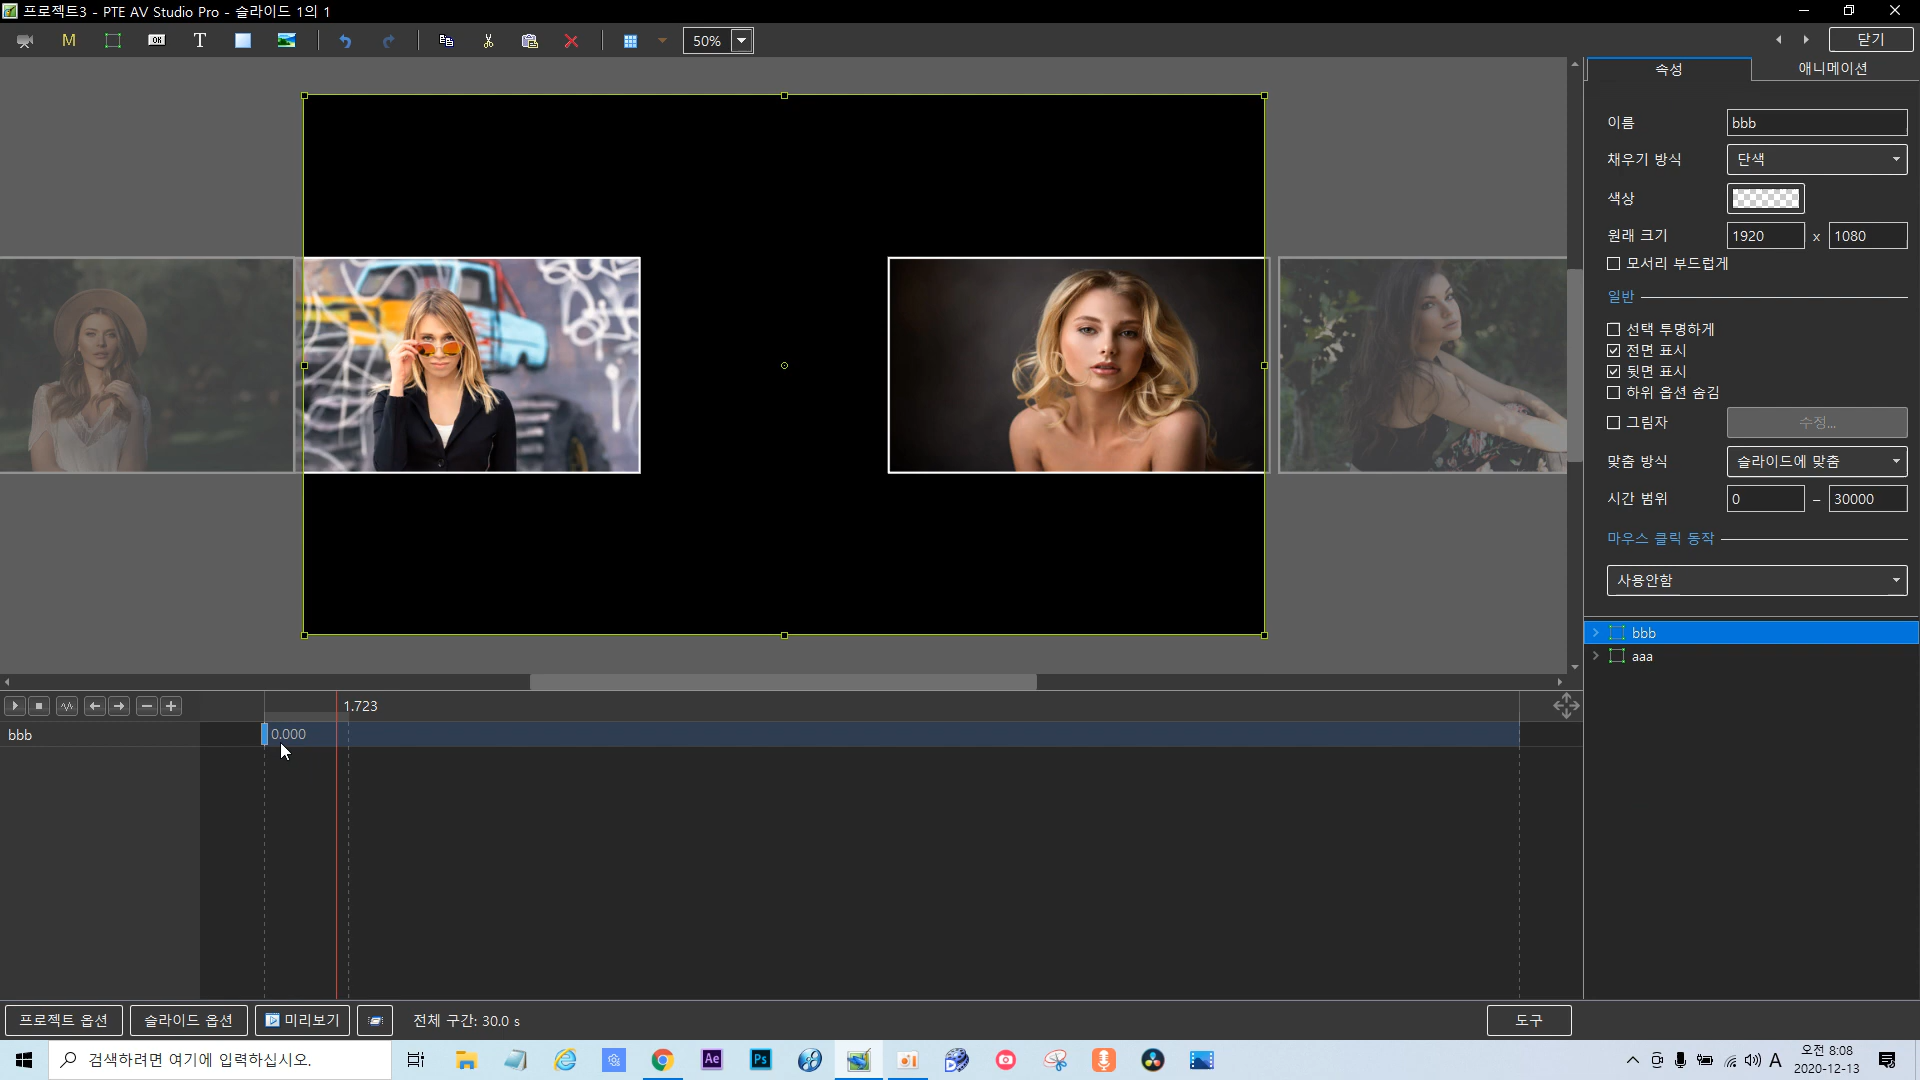 프로젝트3 - PTE AV Studio Pro - 슬라이드 1의 1
M
OK
T
50%
닫기
속성
애니메이션
이름
bbb
채우기 방식
단색
색상
원래 크기
1920
x
1080
모서리 부드럽게
일반
선택 투명하게
전면 표시
뒷면 표시
하위 옵션 숨김
그림자
수정...
맞춤 방식
슬라이드에 맞춤
시간 범위
0
–
30000
마우스 클릭 동작
사용안함
bbb
aaa
1.723
bbb
0.000
프로젝트 옵션
슬라이드 옵션
미리보기
전체 구간: 30.0 s
도구
검색하려면 여기에 입력하십시오.
Ae
Ps
A
오전 8:08
2020-12-13